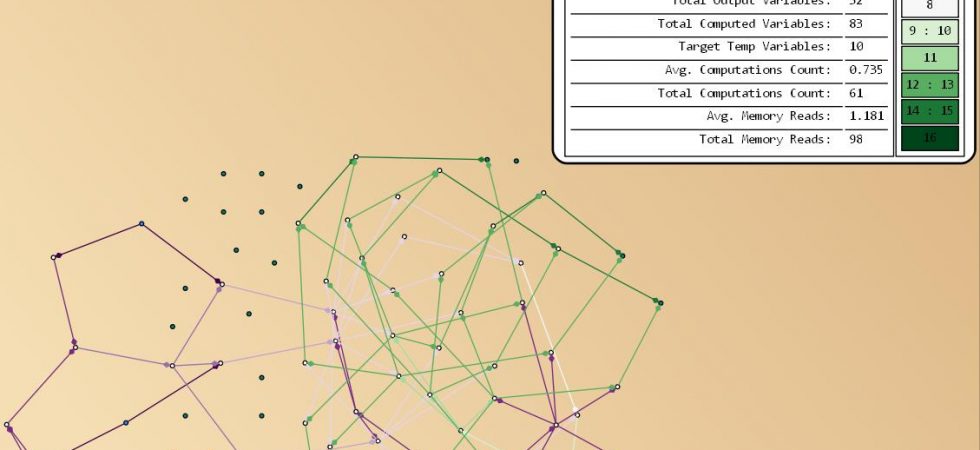 Total Output Variables: 52
8
Total Computed Variables: 83
9 : 10
Target Temp Variables: 10
11
Avg. Computations Count: 0.735
12 : 13
Total Computations Count: 61
14 : 15
Avg. Memory Reads: 1.181
16
Total Memory Reads: 98